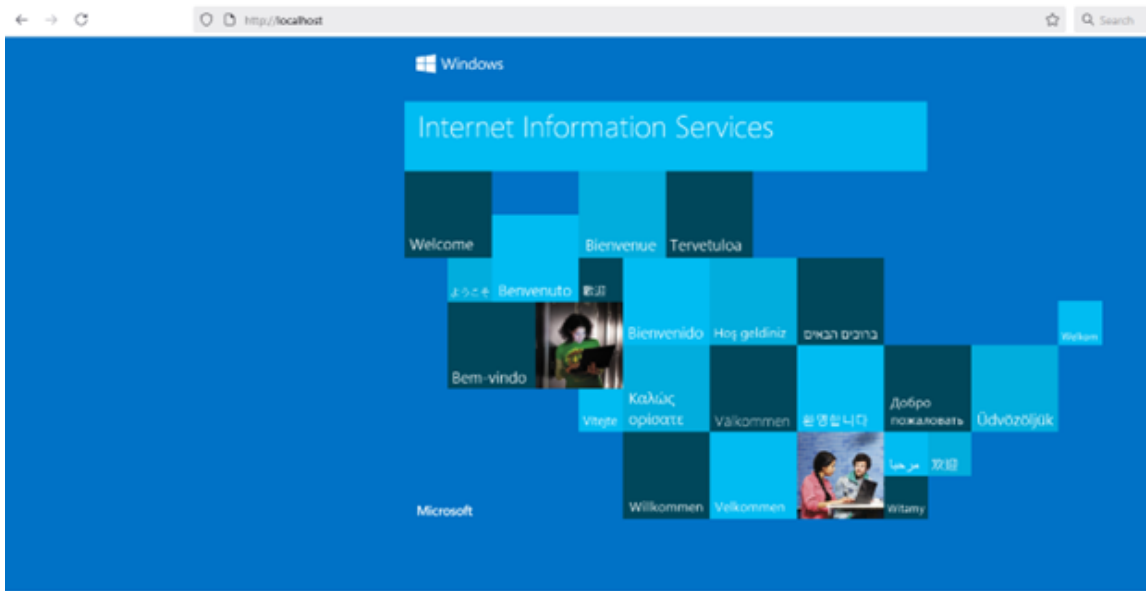 http://localhost
Search
Windows
Internet Information Services
Welcome
Bienvenue
Tervetuloa
ようこそ
Benvenuto
歡迎
Bienvenido
Hoş geldiniz
ברוכים הבאים
Welkom
Bem-vindo
Vítejte
Καλώς
ορίσατε
Välkommen
환영합니다
Добро
пожаловать
Üdvözöljük
مرحبا
欢迎
Microsoft
Willkommen
Velkommen
Witamy